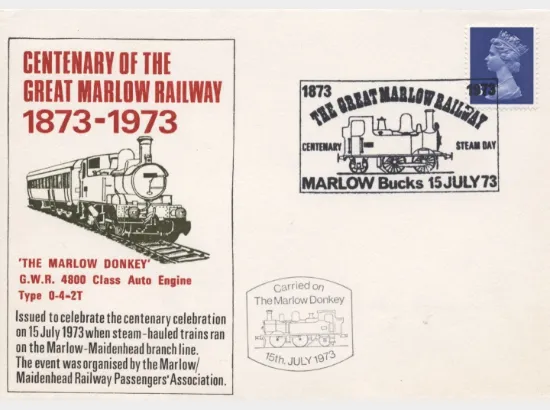 CENTENARY OF THE
GREAT MARLOW RAILWAY
1873-1973
'THE MARLOW DONKEY'
G.W.R. 4800 Class Auto Engine
Type 0-4-2T
Issued to celebrate the centenary celebration
on 15 July 1973 when steam-hauled trains ran
on the Marlow-Maidenhead branch line.
The event was organised by the Marlow/
Maidenhead Railway Passengers' Association.
1873 1973
THE GREAT MARLOW RAILWAY
CENTENARY STEAM DAY
MARLOW Bucks 15 JULY 73
Carried on
The Marlow Donkey
15th. JULY 1973